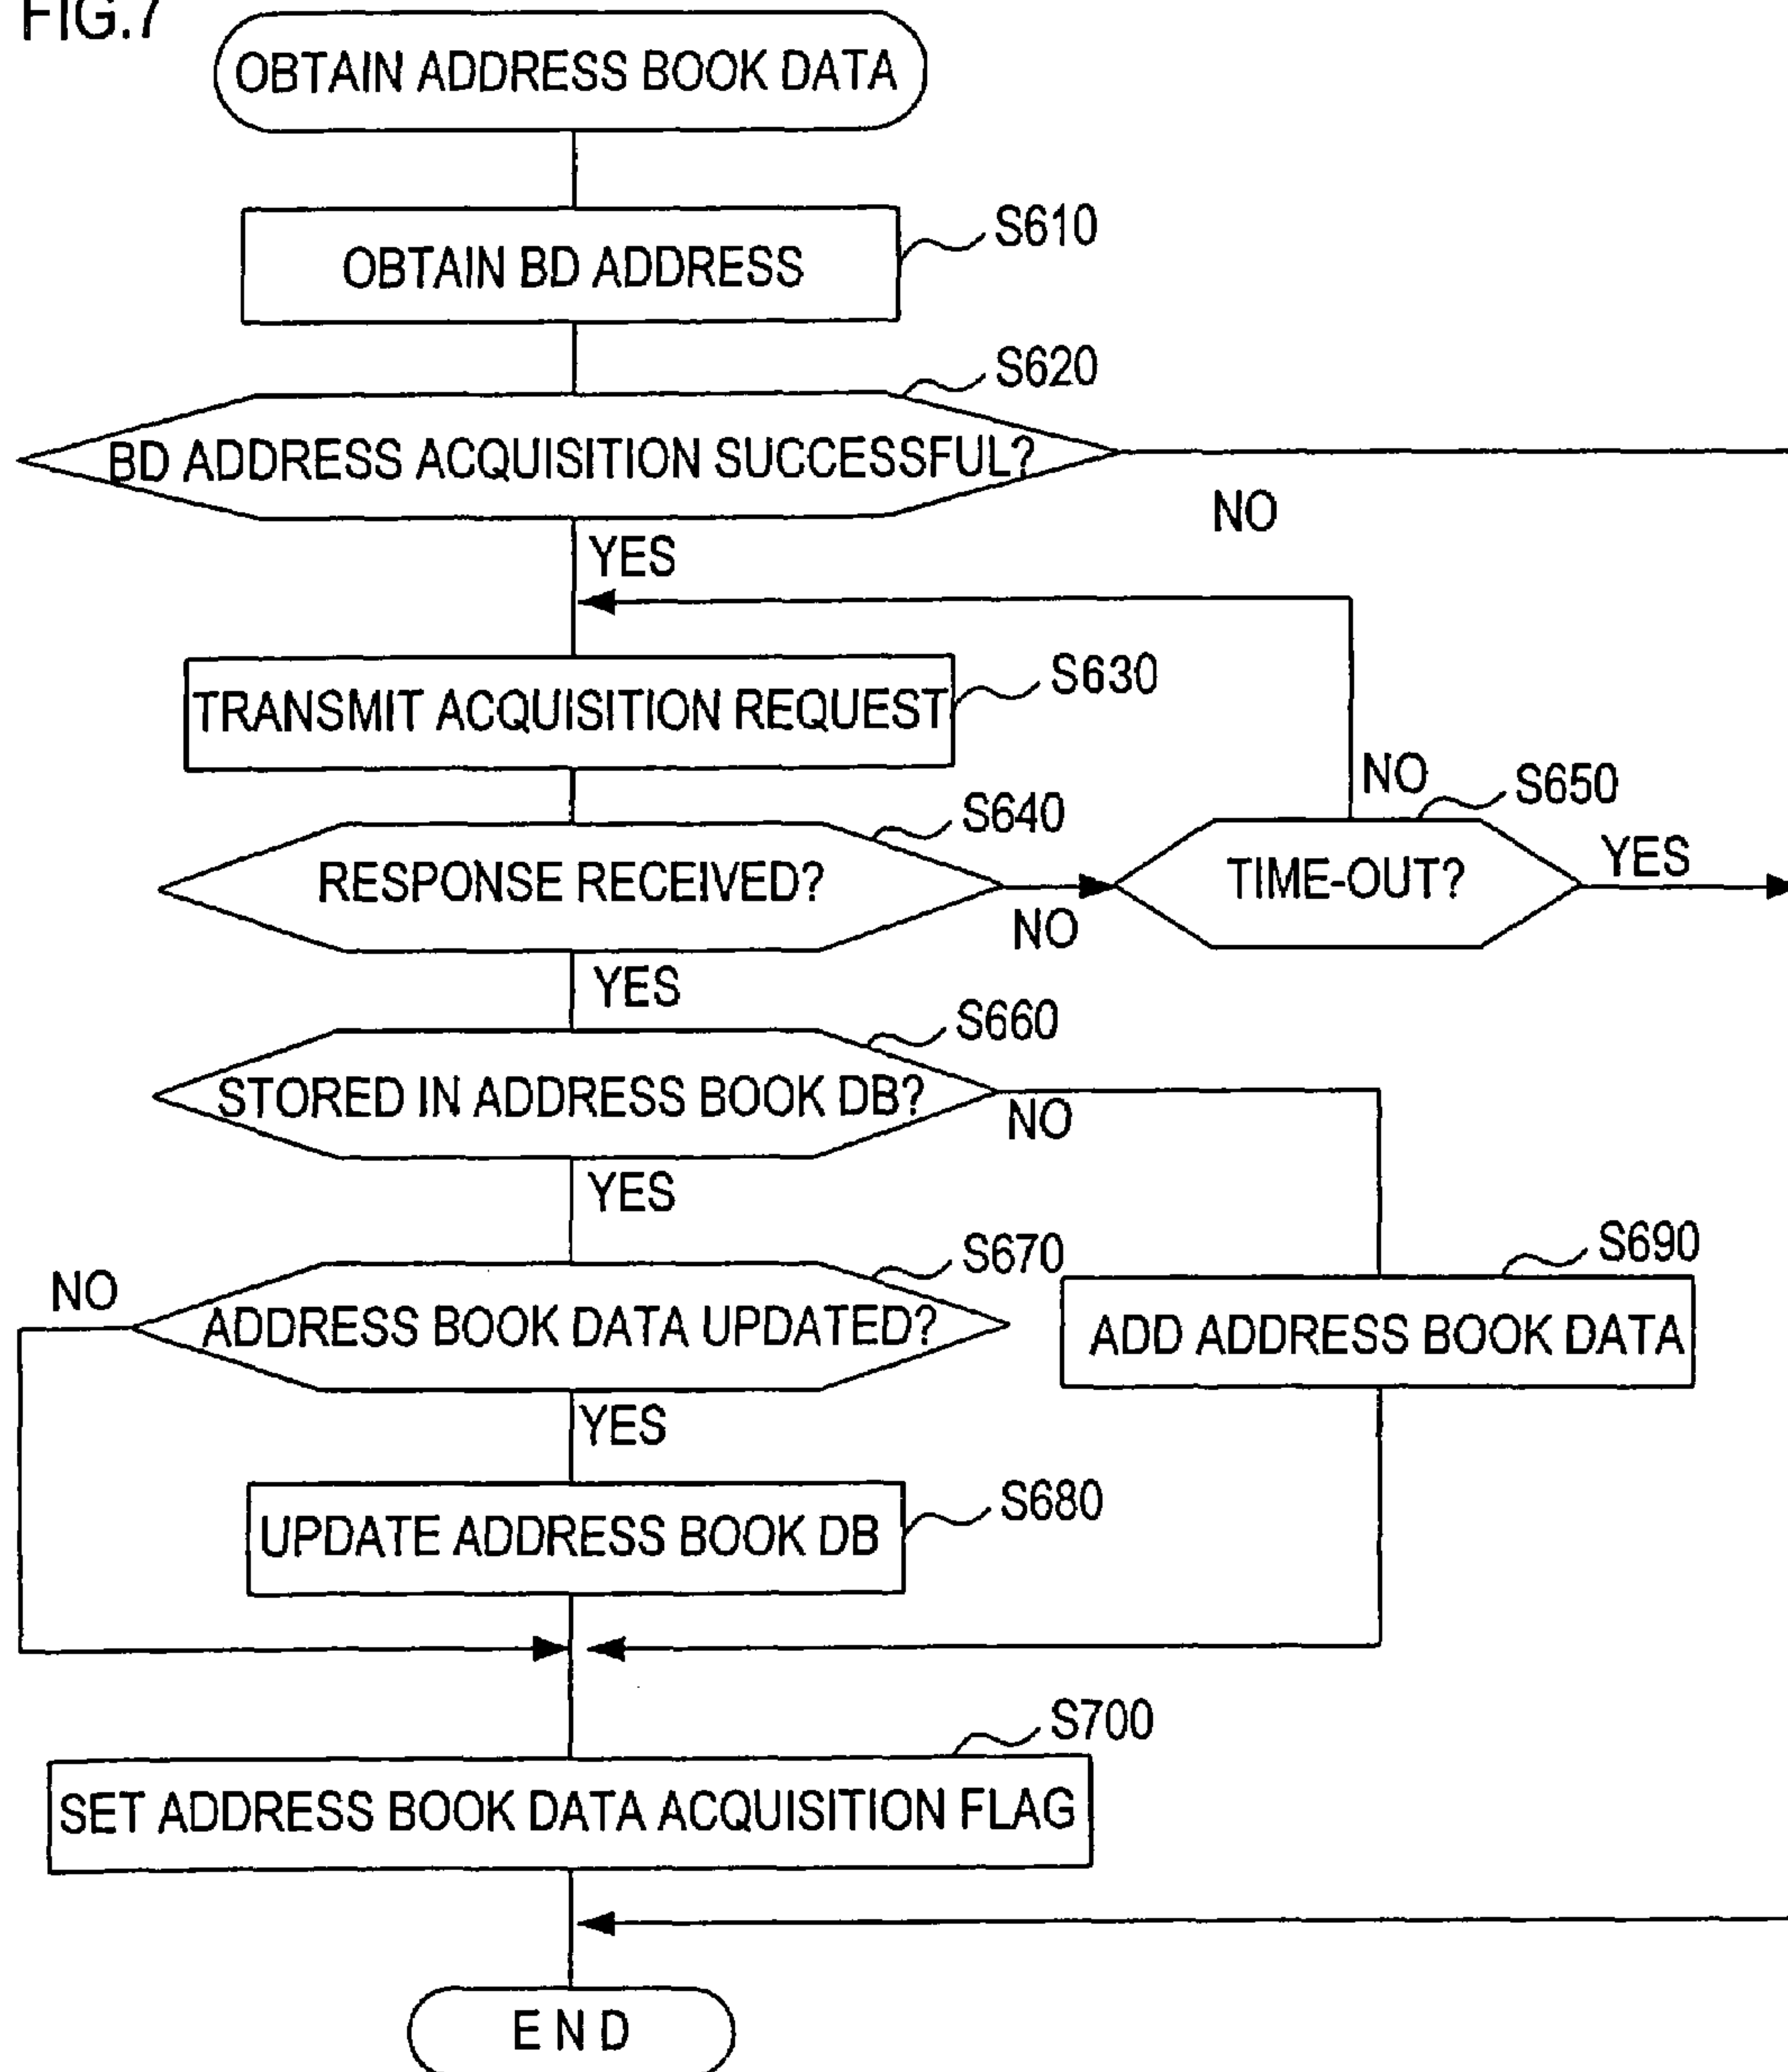 FIG.7
OBTAIN ADDRESS BOOK DATA
S610
OBTAIN BD ADDRESS
S620
BD ADDRESS ACQUISITION SUCCESSFUL?
NO
YES
S630
TRANSMIT ACQUISITION REQUEST
NO
S650
S640
RESPONSE RECEIVED?
TIME-OUT?
YES
NO
YES
S660
STORED IN ADDRESS BOOK DB?
NO
YES
S670
S690
NO
ADDRESS BOOK DATA UPDATED?
ADD ADDRESS BOOK DATA
YES
S680
UPDATE ADDRESS BOOK DB
S700
SET ADDRESS BOOK DATA ACQUISITION FLAG
END